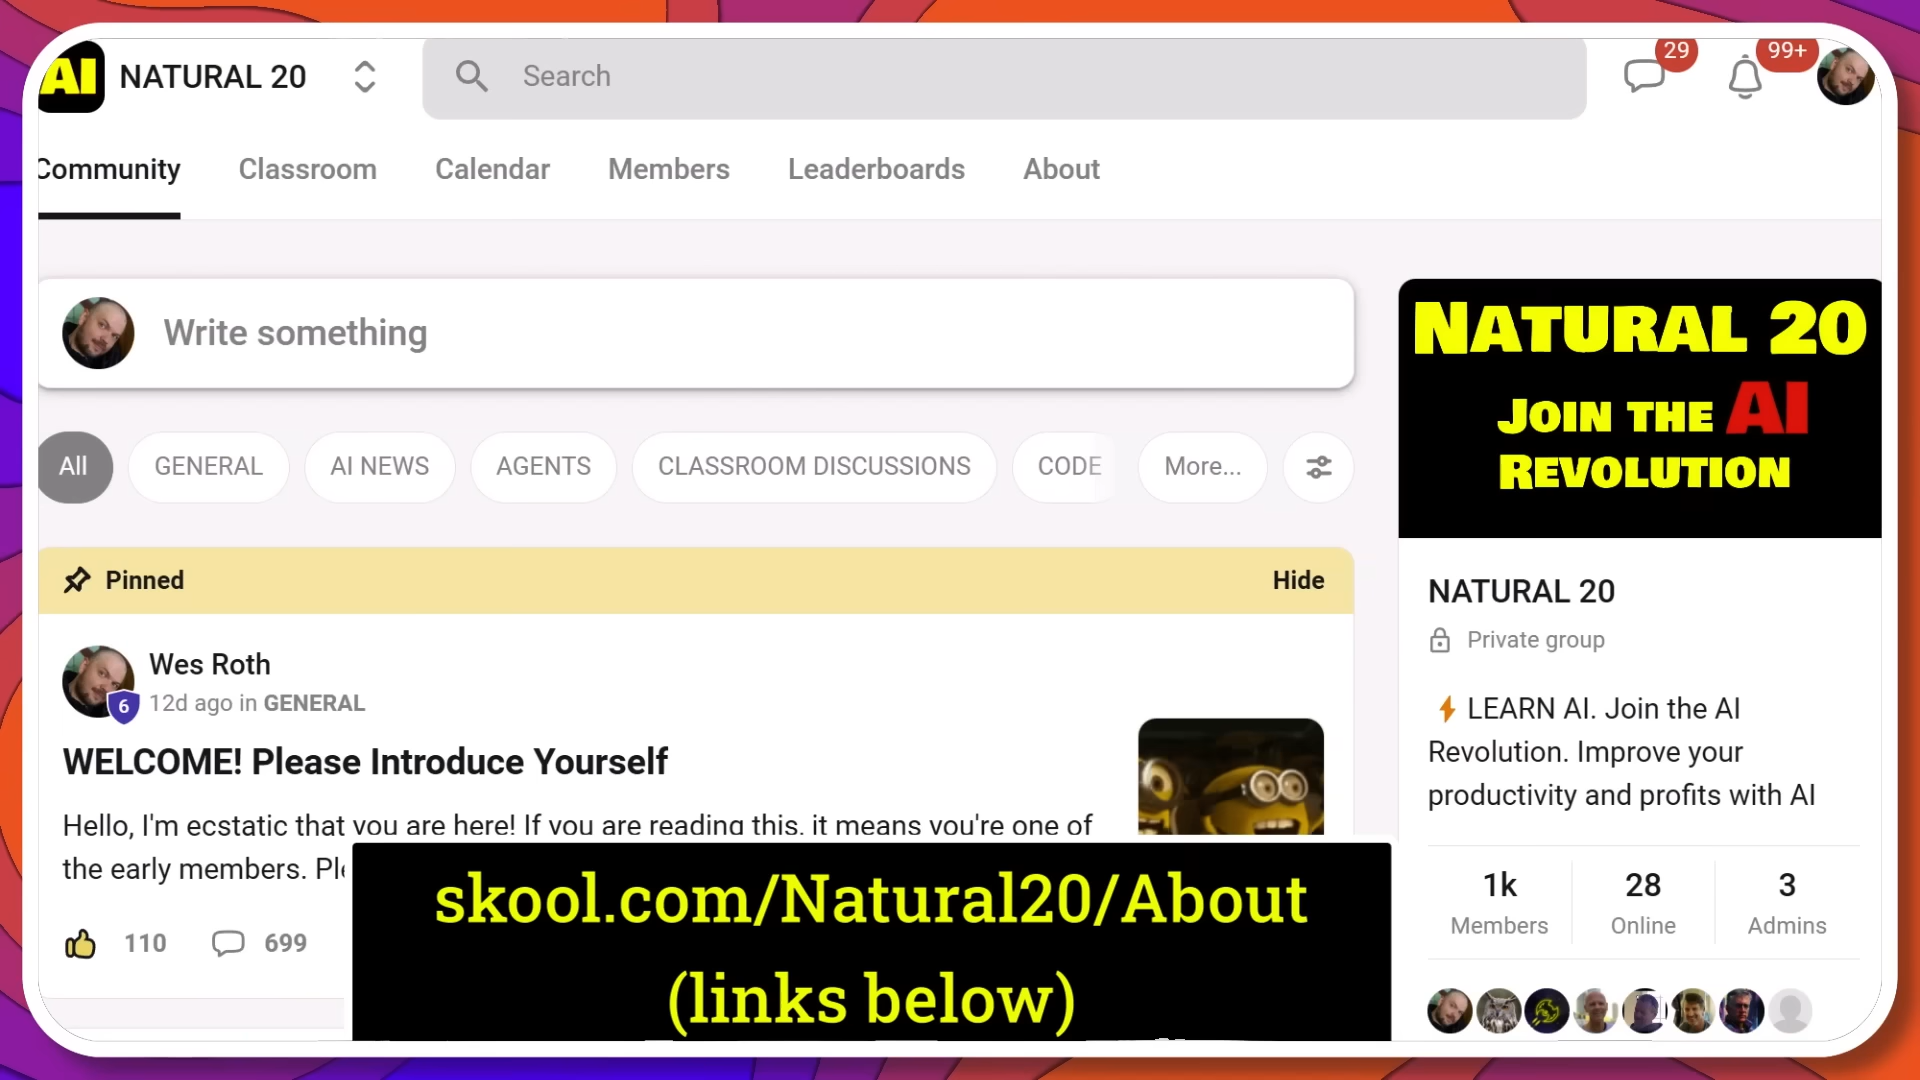 AI NATURAL 20
Search
29
99+
Community Classroom Calendar Members Leaderboards About
Write something
All GENERAL AI NEWS AGENTS CLASSROOM DISCUSSIONS CODE More...
Pinned Hide
Wes Roth
6
12d ago in GENERAL
WELCOME! Please Introduce Yourself
Hello, I'm ecstatic that you are here! If you are reading this, it means you're one of
the early members.
110 699
NATURAL 20
JOIN THE AI
REVOLUTION
NATURAL 20
Private group
LEARN AI. Join the AI
Revolution. Improve your
productivity and profits with AI
1k 28 3
Members Online Admins
skool.com/Natural20/About
(links below)